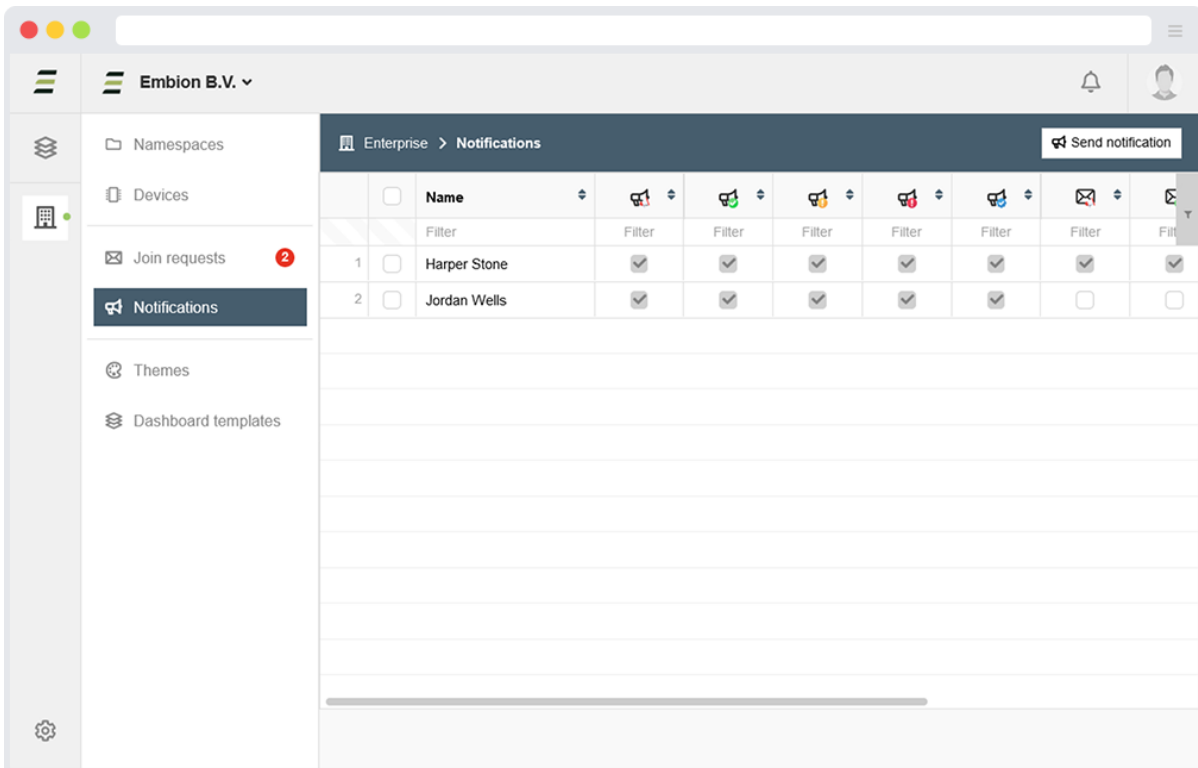 Embion B.V.
Namespaces
Devices
Join requests 2
Notifications
Themes
Dashboard templates
Enterprise > Notifications
Send notification
Name
Filter Filter Filter Filter Filter Filter Filter
1 Harper Stone
2 Jordan Wells